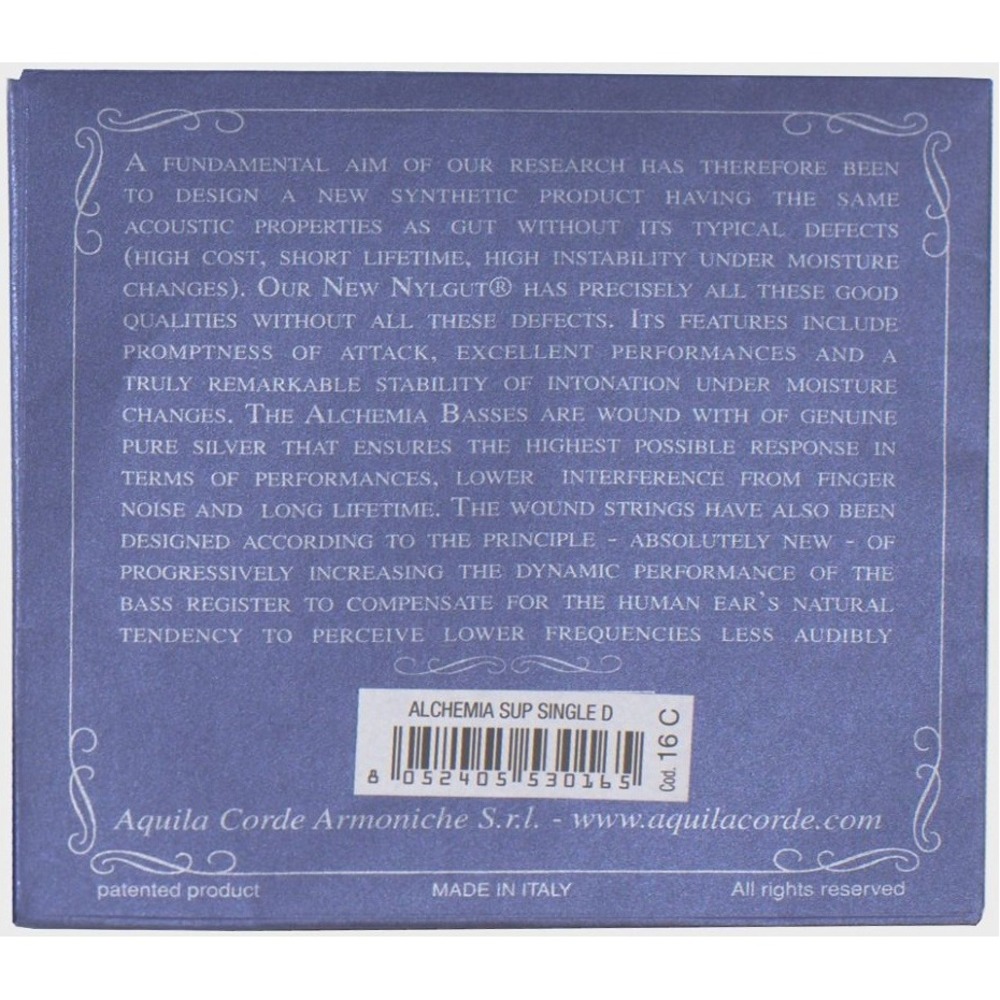 A FUNDAMENTAL AIM OF OUR RESEARCH HAS THEREFORE BEEN
TO DESIGN A NEW SYNTHETIC PRODUCT HAVING THE SAME
ACOUSTIC PROPERTIES AS GUT WITHOUT ITS TYPICAL DEFECTS
(HIGH COST, SHORT LIFETIME, HIGH INSTABILITY UNDER MOISTURE
CHANGES). OUR NEW NYLGUT® HAS PRECISELY ALL THESE GOOD
QUALITIES WITHOUT ALL THESE DEFECTS. ITS FEATURES INCLUDE
PROMPTNESS OF ATTACK, EXCELLENT PERFORMANCES AND A
TRULY REMARKABLE STABILITY OF INTONATION UNDER MOISTURE
CHANGES. THE ALCHEMIA BASSES ARE WOUND WITH OF GENUINE
PURE SILVER THAT ENSURES THE HIGHEST POSSIBLE RESPONSE IN
TERMS OF PERFORMANCES, LOWER INTERFERENCE FROM FINGER
NOISE AND LONG LIFETIME. THE WOUND STRINGS HAVE ALSO BEEN
DESIGNED ACCORDING TO THE PRINCIPLE - ABSOLUTELY NEW - OF
PROGRESSIVELY INCREASING THE DYNAMIC PERFORMANCE OF THE
BASS REGISTER TO COMPENSATE FOR THE HUMAN EAR'S NATURAL
TENDENCY TO PERCEIVE LOWER FREQUENCIES LESS AUDIBLY
ALCHEMIA SUP SINGLE D
8 052405 530165
Cod. 16 C
Aquila Corde Armoniche S.r.l. - www.aquilacorde.com
patented product MADE IN ITALY All rights reserved